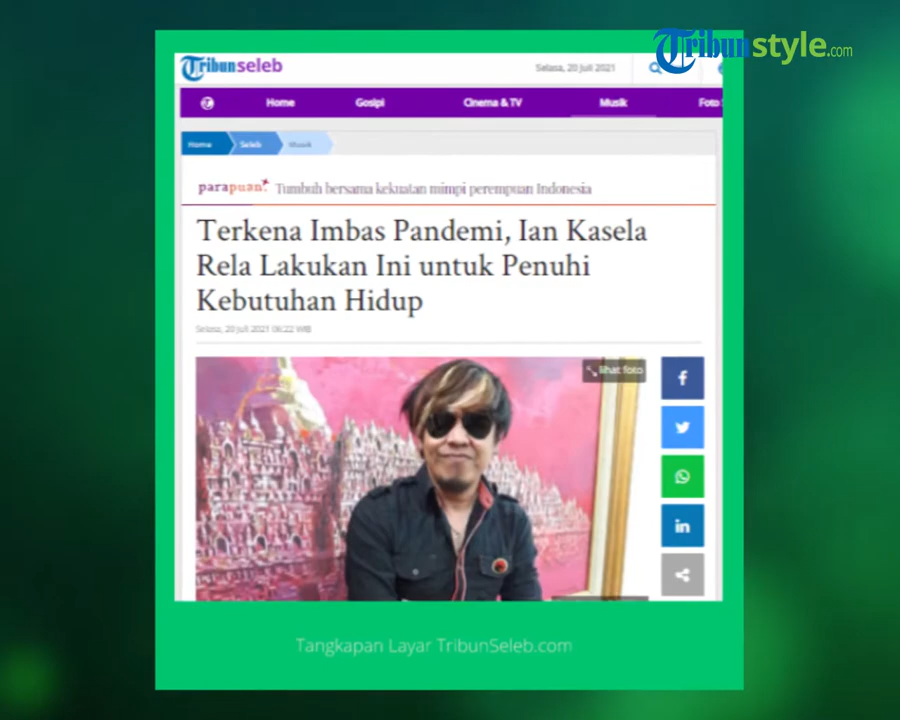 Tribunstyle.com
Tribunseleb
Selasa, 20 Juli 2021
Home
Gosipi
Cinema & TV
Musik
Foto
Home
Seleb
Musik
parapuan.
Tumbuh bersama kekuatan mimpi perempuan Indonesia
Terkena Imbas Pandemi, Ian Kasela
Rela Lakukan Ini untuk Penuhi
Kebutuhan Hidup
Selasa, 20 Juli 2021 06:22 WIB
lihat foto
Tangkapan Layar TribunSeleb.com